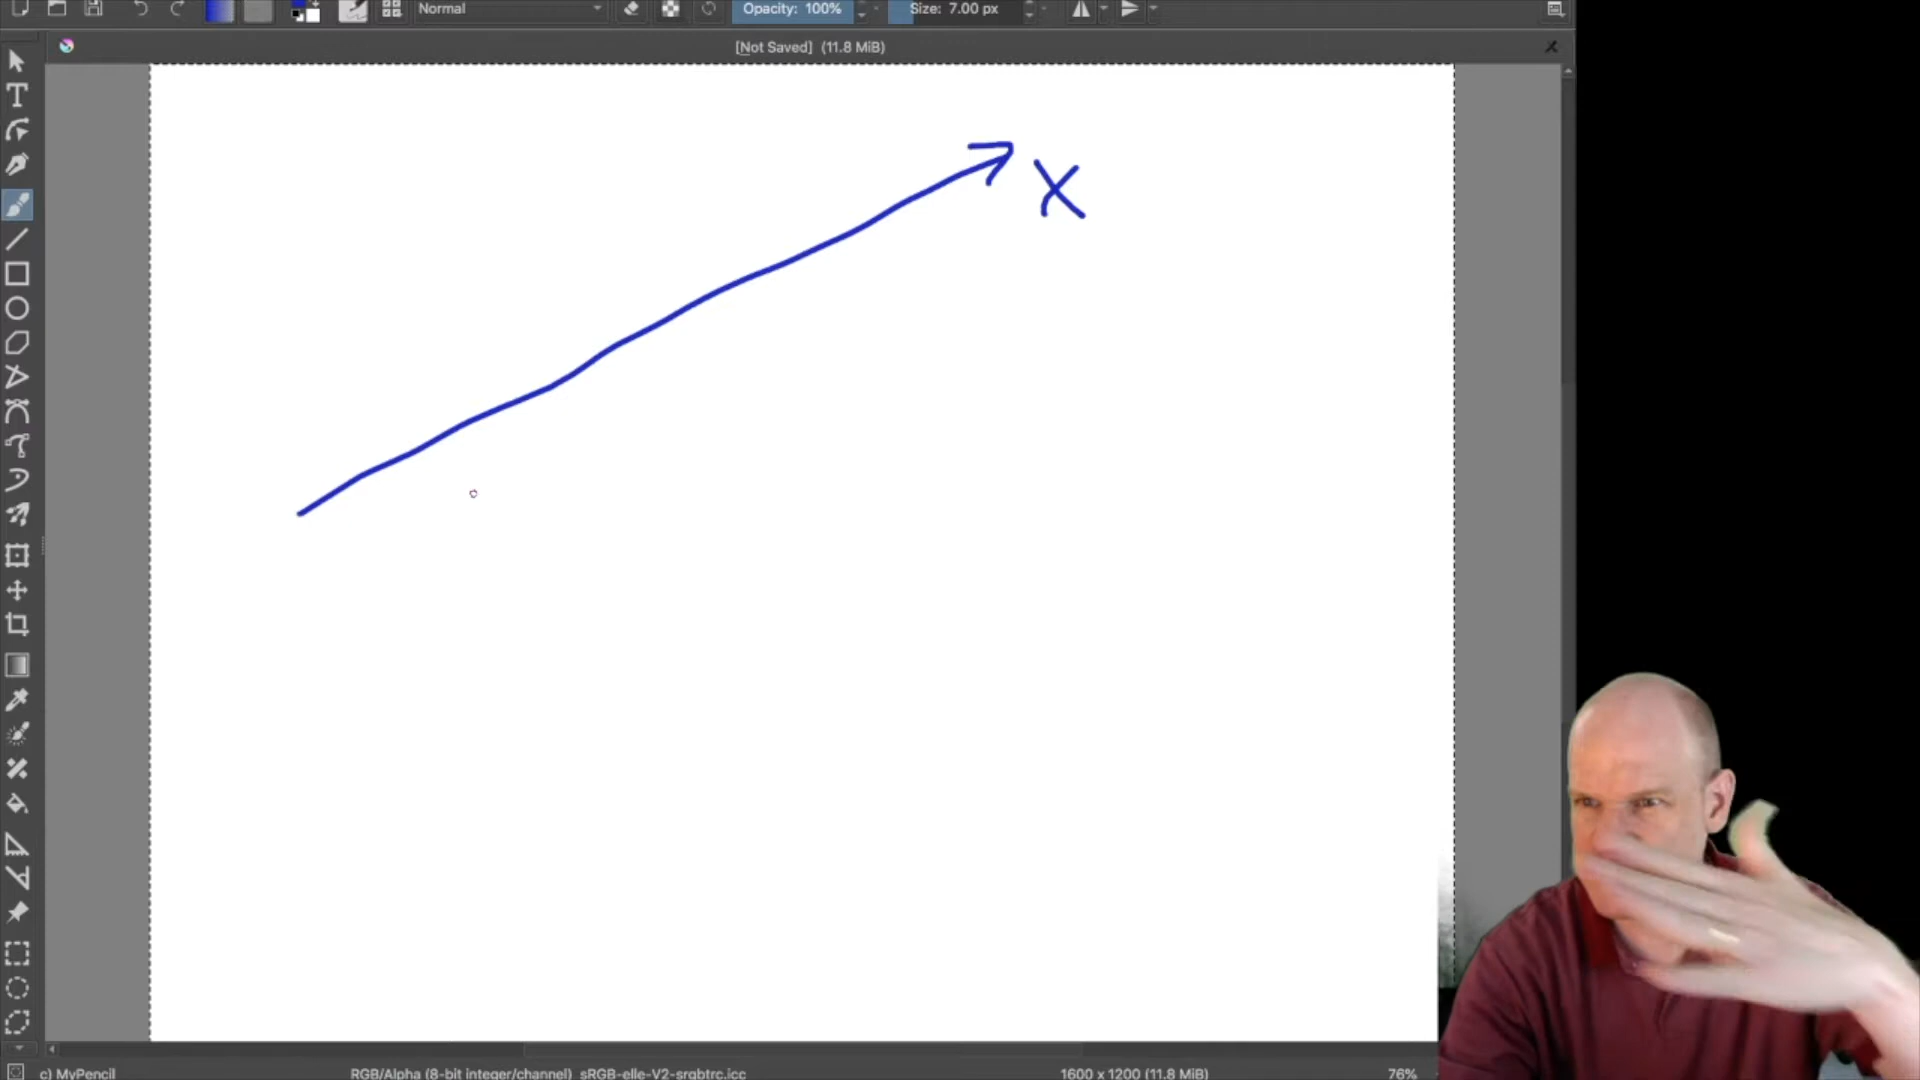 Normal
Opacity: 100%
Size: 7.00 px
[Not Saved] (11.8 MiB)
X
c) MyPencil
RGB/Alpha (8-bit integer/channel) sRGB-elle-V2-srgbtrc.icc
1600 x 1200 (11.8 MiB)
76%